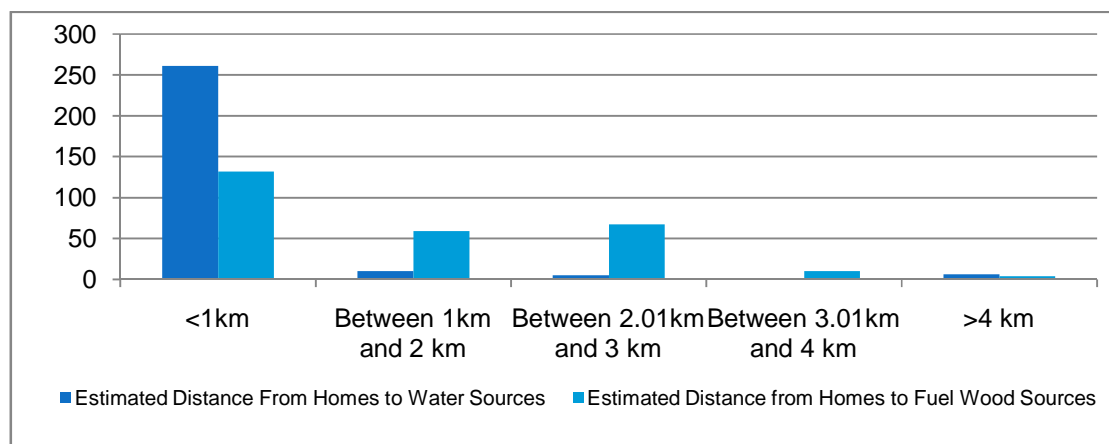 300
250
200
150
100
50
0
<1km
Between 1km and 2 km
Between 2.01km and 3 km
Between 3.01km and 4 km
>4 km
Estimated Distance From Homes to Water Sources
Estimated Distance from Homes to Fuel Wood Sources